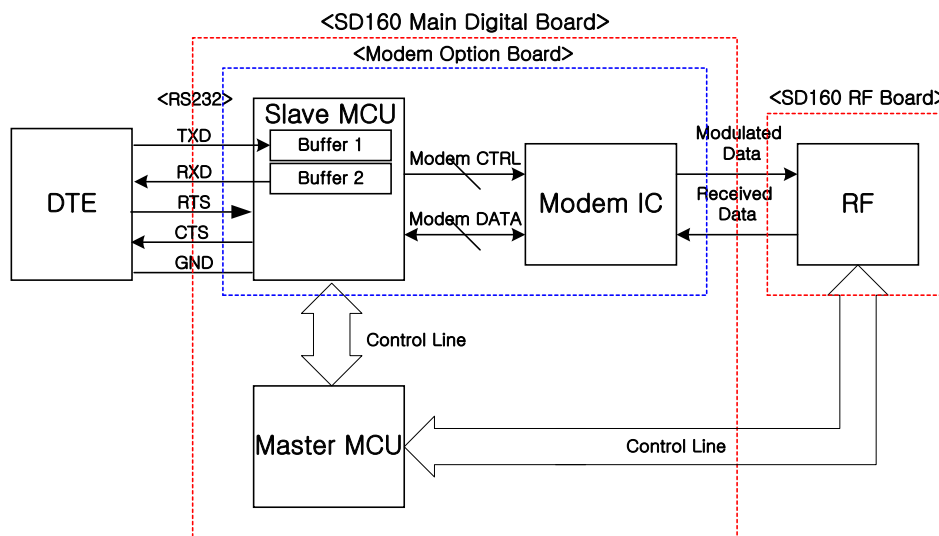 <SD160 Main Digital Board>
<Modem Option Board>
<RS232>
<SD160 RF Board>
Slave MCU
TXD
Buffer 1
Modulated
Data
RXD
Buffer 2
Modem CTRL
DTE
RTS
Modem IC
Received
Data
RF
Modem DATA
CTS
GND
Control Line
Master MCU
Control Line